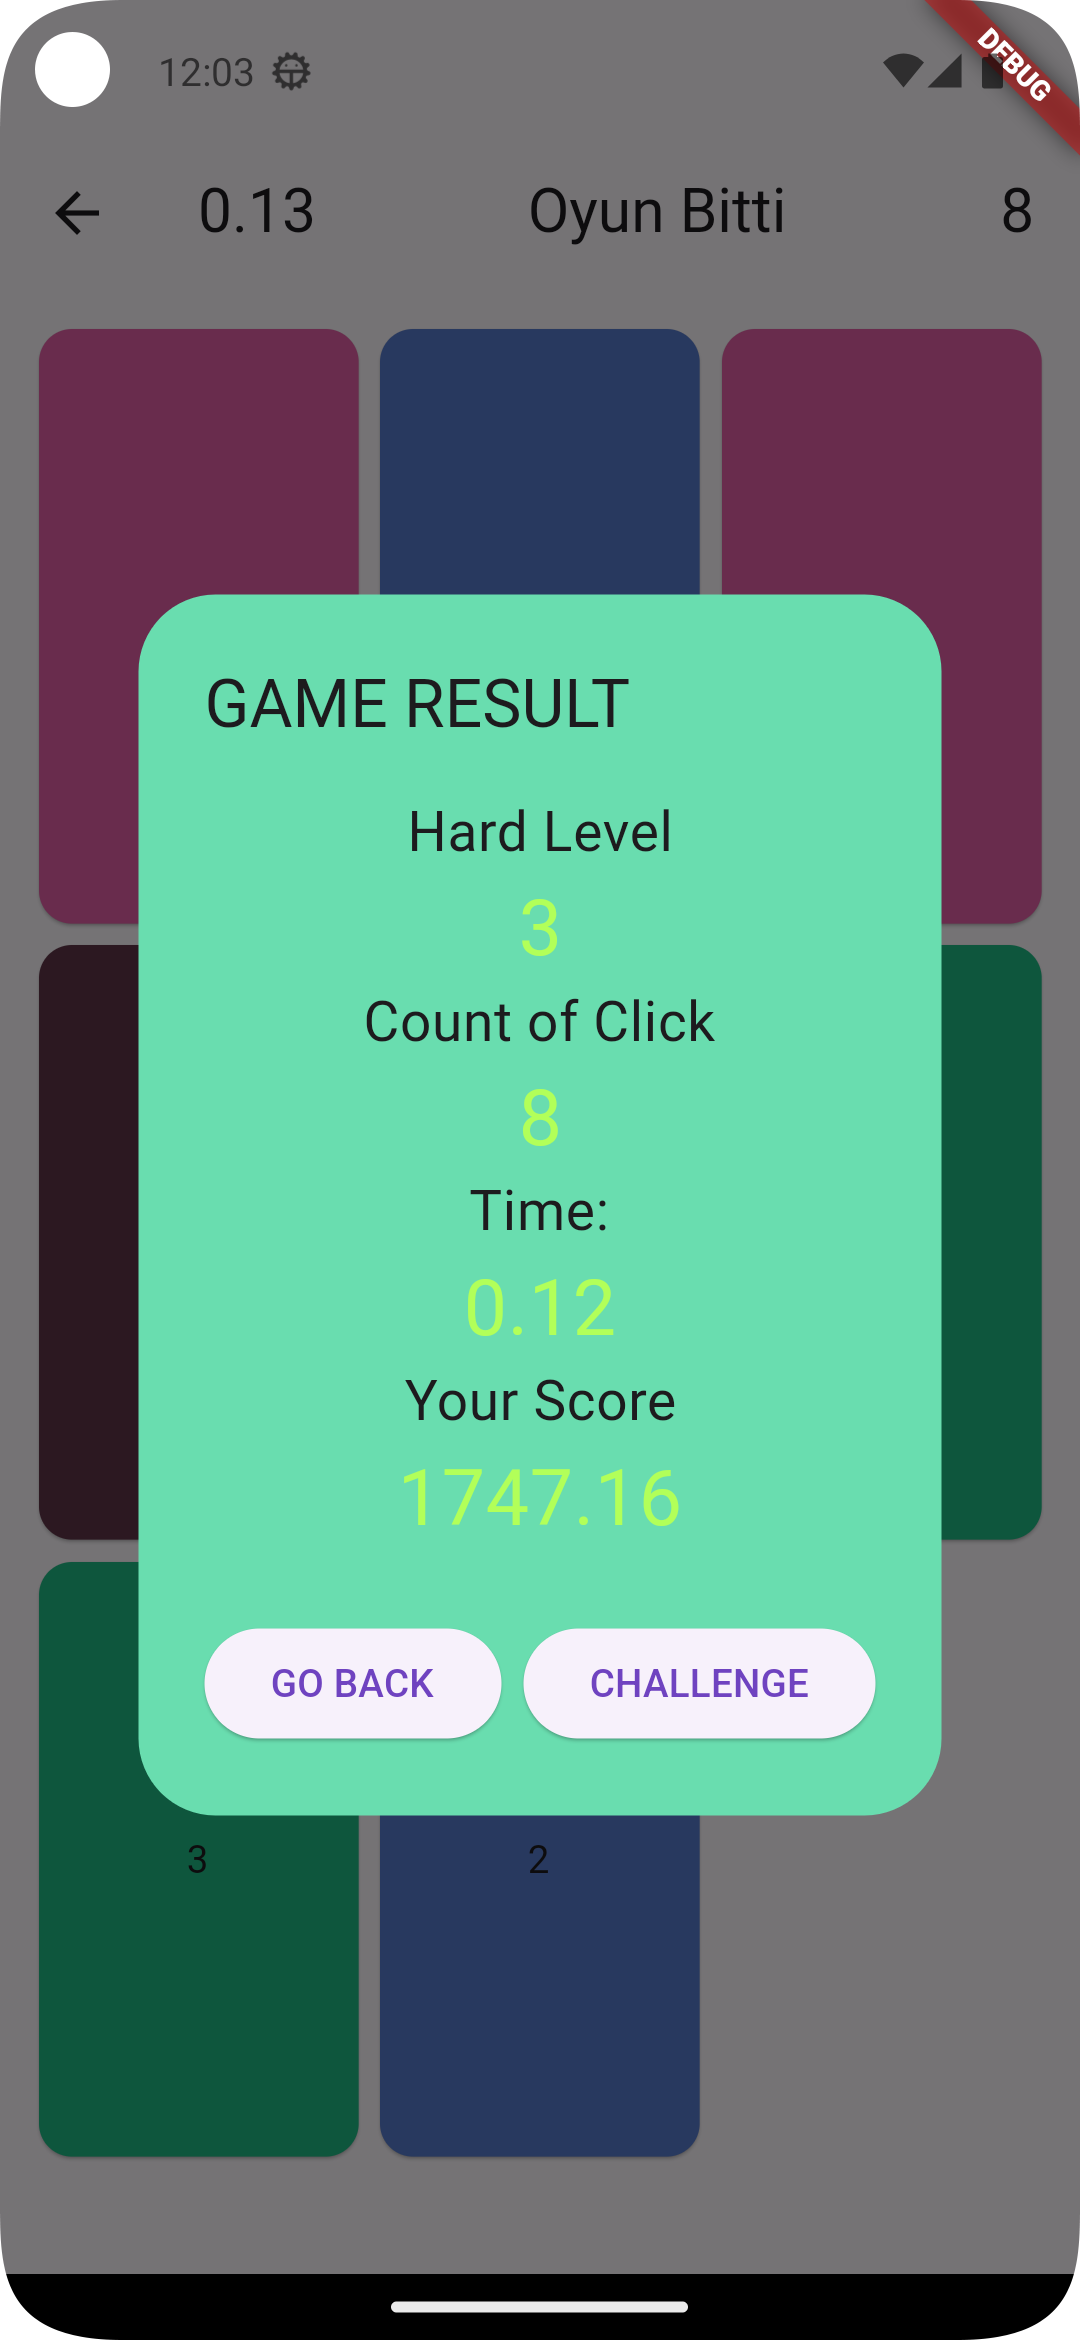 12:03
DEBUG
0.13 Oyun Bitti 8
GAME RESULT
Hard Level
3
Count of Click
8
Time:
0.12
Your Score
1747.16
GO BACK CHALLENGE
3 2